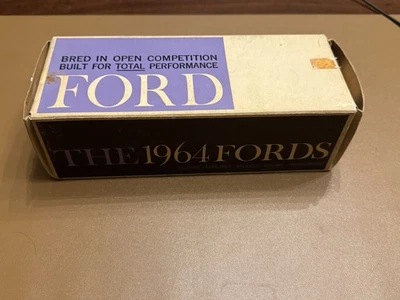 BRED IN OPEN COMPETITION
BUILT FOR TOTAL PERFORMANCE
FORD
THE 1964 FORDS